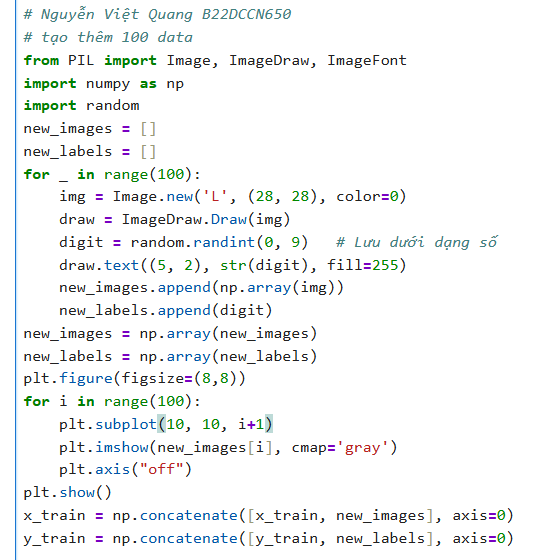 # Nguyễn Việt Quang B22DCCN650
# tạo thêm 100 data
from PIL import Image, ImageDraw, ImageFont
import numpy as np
import random
new_images = []
new_labels = []
for _ in range(100):
    img = Image.new('L', (28, 28), color=0)
    draw = ImageDraw.Draw(img)
    digit = random.randint(0, 9)   # Lưu dưới dạng số
    draw.text((5, 2), str(digit), fill=255)
    new_images.append(np.array(img))
    new_labels.append(digit)
new_images = np.array(new_images)
new_labels = np.array(new_labels)
plt.figure(figsize=(8,8))
for i in range(100):
    plt.subplot(10, 10, i+1)
    plt.imshow(new_images[i], cmap='gray')
    plt.axis("off")
plt.show()
x_train = np.concatenate([x_train, new_images], axis=0)
y_train = np.concatenate([y_train, new_labels], axis=0)